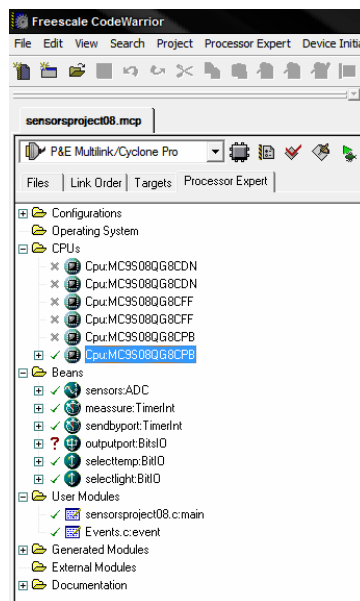 Freescale CodeWarrior
File Edit View Search Project Processor Expert Device Initi
sensorsproject08.mcp
P&E Multilink/Cyclone Pro
Files Link Order Targets Processor Expert
Configurations
Operating System
CPUs
Cpu:MC9S08QG8CDN
Cpu:MC9S08QG8CDN
Cpu:MC9S08QG8CFF
Cpu:MC9S08QG8CFF
Cpu:MC9S08QG8CPB
Cpu:MC9S08QG8CPB
Beans
sensors:ADC
meassure:TimerInt
sendbyport:TimerInt
outputport:BitsIO
selecttemp:BitIO
selectlight:BitIO
User Modules
sensorsproject08.c:main
Events.c:event
Generated Modules
External Modules
Documentation